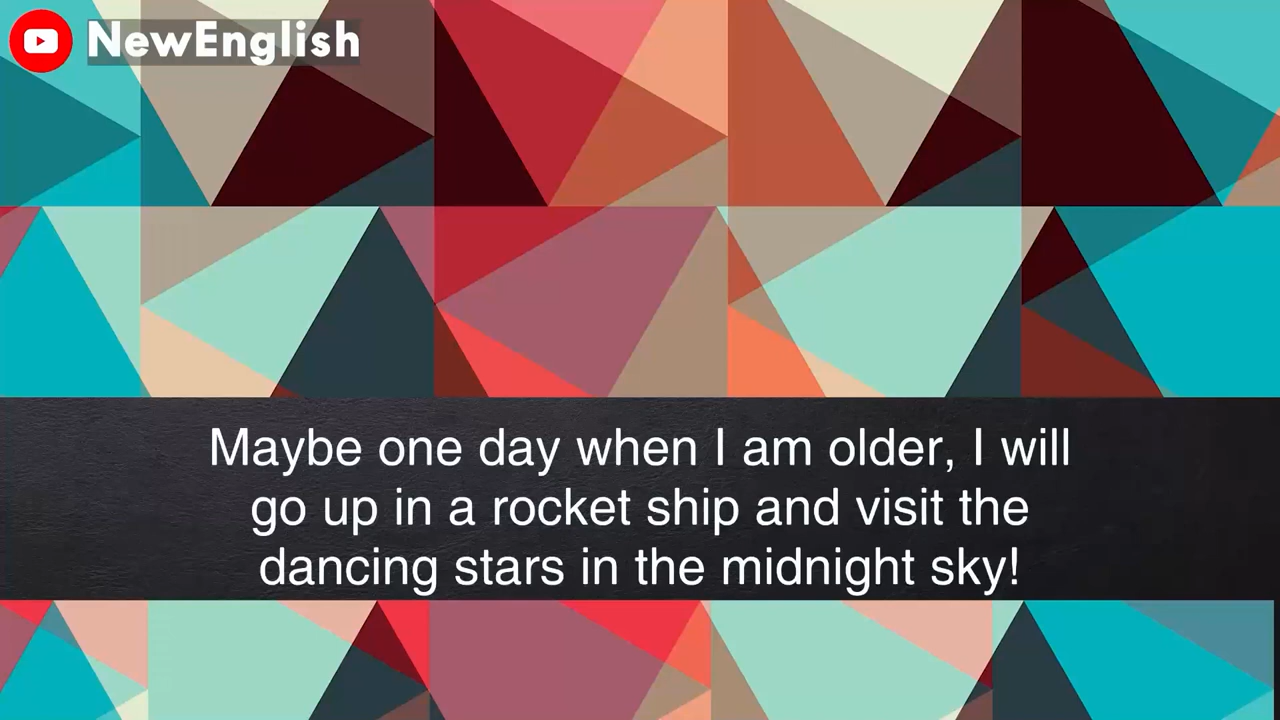 NewEnglish
Maybe one day when I am older, I will
go up in a rocket ship and visit the
dancing stars in the midnight sky!